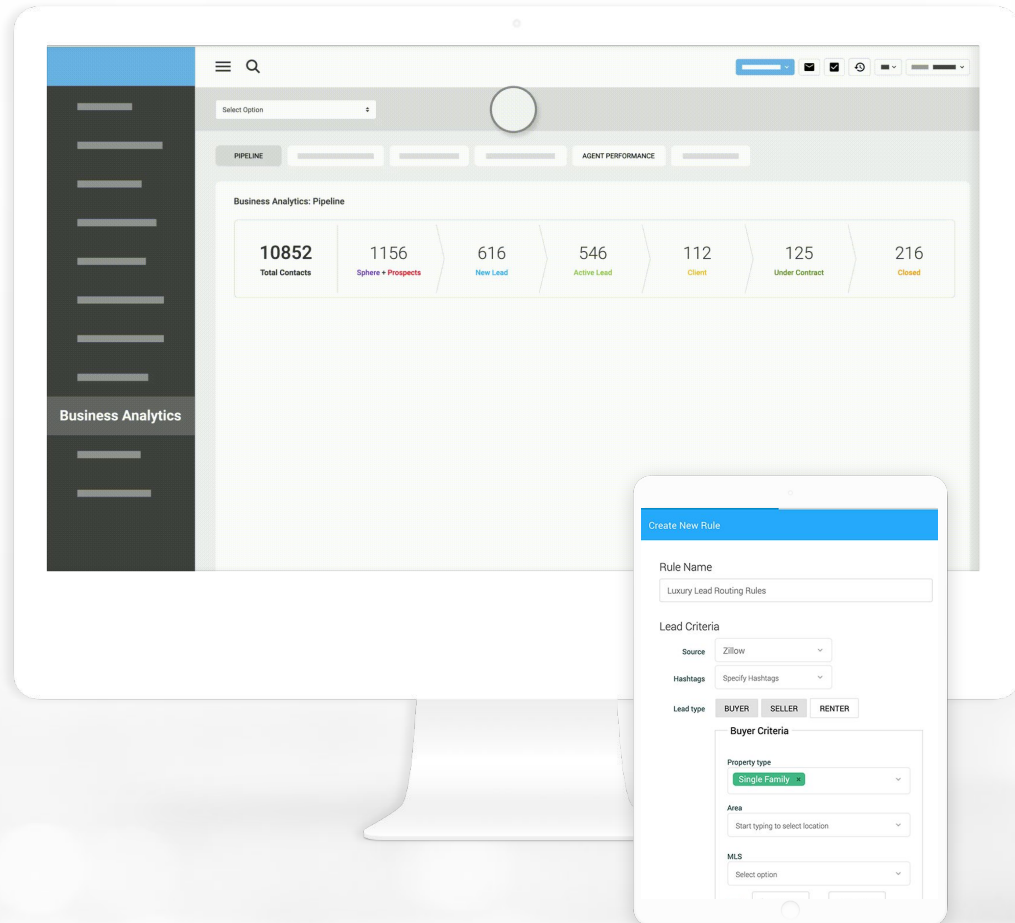 Select Option
PIPELINE
AGENT PERFORMANCE
Business Analytics: Pipeline
10852 1156 616 546 112 125 216
Total Contacts Sphere + Prospects New Lead Active Lead Client Under Contract Closed
Business Analytics
Create New Rule
Rule Name
Luxury Lead Routing Rules
Lead Criteria
Source Zillow
Hashtags Specify Hashtags
Lead type BUYER SELLER RENTER
Buyer Criteria
Property type
Single Family ×
Area
Start typing to select location
MLS
Select option